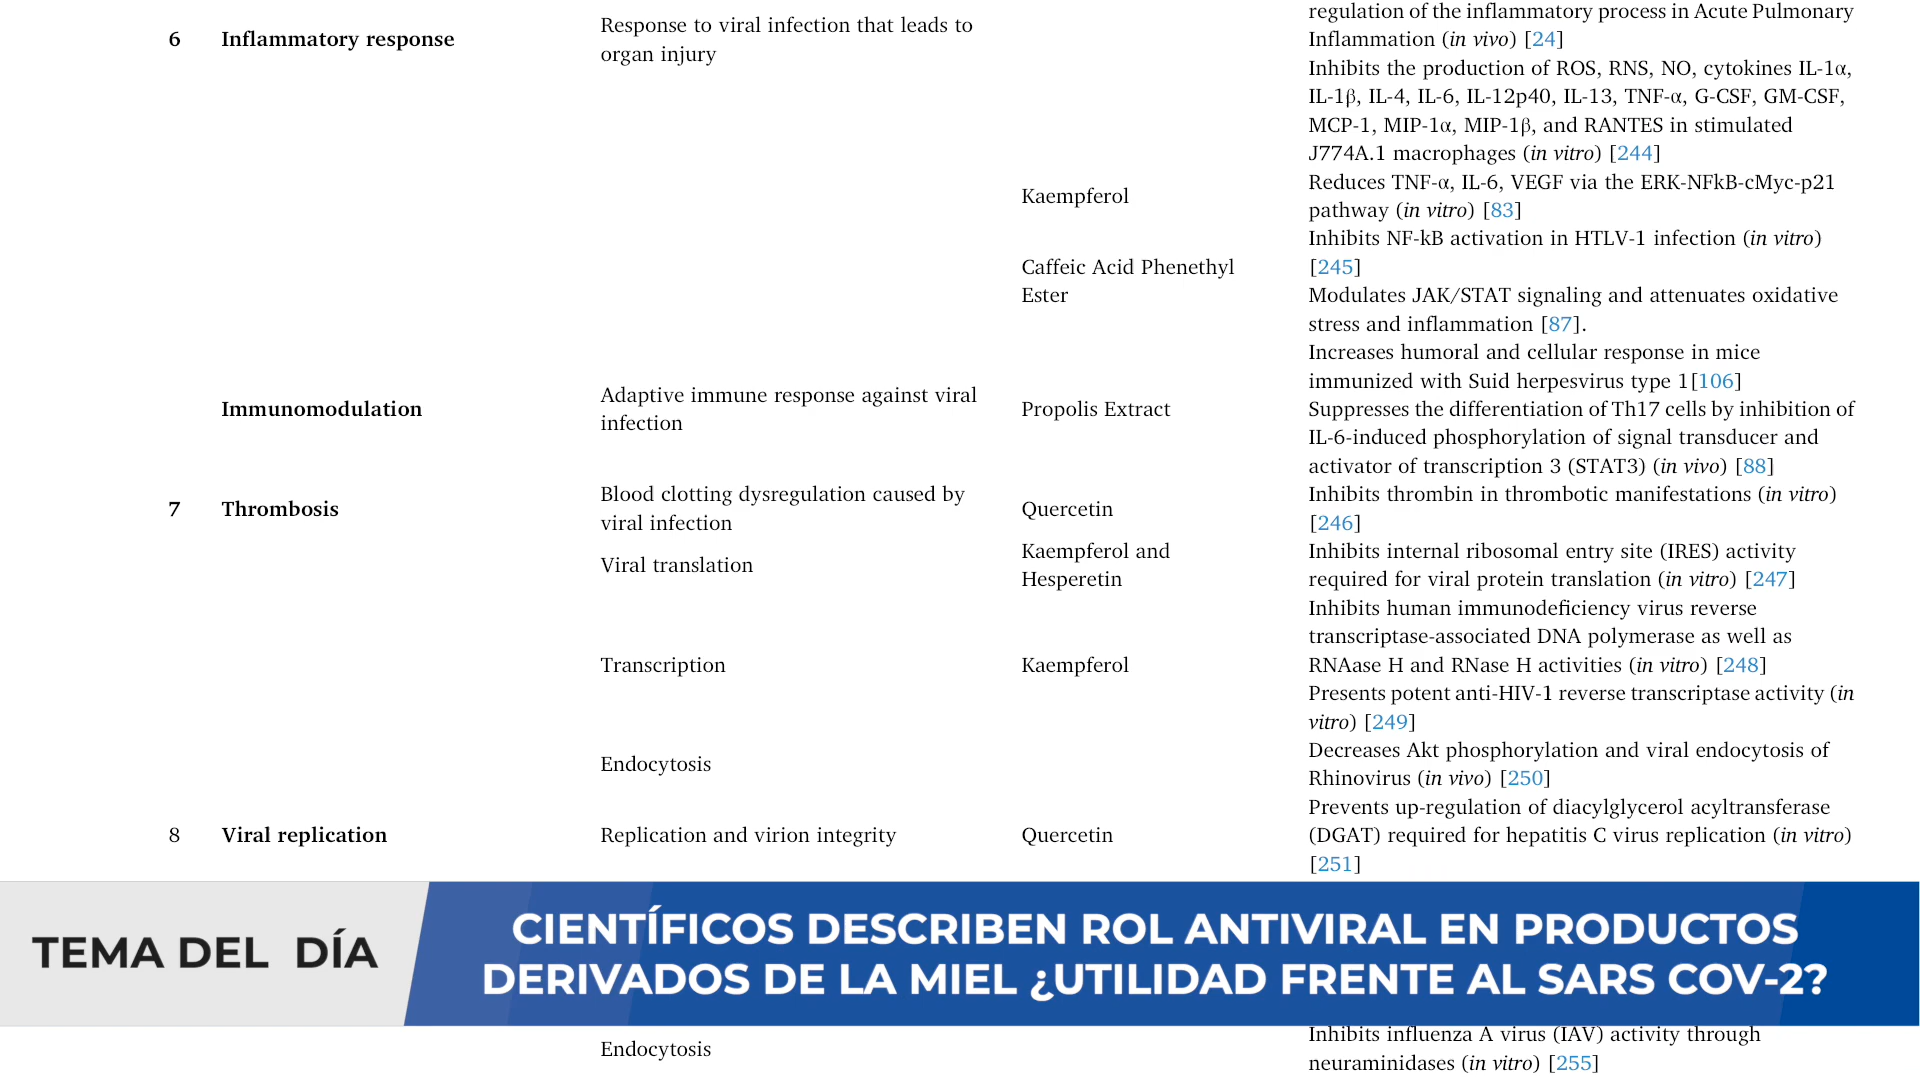 regulation of the inflammatory process in Acute Pulmonary
6 Inflammatory response
Response to viral infection that leads to
organ injury
Inflammation (in vivo) [24]
Inhibits the production of ROS, RNS, NO, cytokines IL-1α,
IL-1β, IL-4, IL-6, IL-12p40, IL-13, TNF-α, G-CSF, GM-CSF,
MCP-1, MIP-1α, MIP-1β, and RANTES in stimulated
J774A.1 macrophages (in vitro) [244]
Kaempferol
Reduces TNF-α, IL-6, VEGF via the ERK-NFkB-cMyc-p21
pathway (in vitro) [83]
Caffeic Acid Phenethyl
Ester
Inhibits NF-kB activation in HTLV-1 infection (in vitro)
[245]
Modulates JAK/STAT signaling and attenuates oxidative
stress and inflammation [87].
Immunomodulation
Adaptive immune response against viral
infection
Propolis Extract
Increases humoral and cellular response in mice
immunized with Suid herpesvirus type 1[106]
Suppresses the differentiation of Th17 cells by inhibition of
IL-6-induced phosphorylation of signal transducer and
activator of transcription 3 (STAT3) (in vivo) [88]
7 Thrombosis
Blood clotting dysregulation caused by
viral infection
Quercetin
Inhibits thrombin in thrombotic manifestations (in vitro)
[246]
Viral translation
Kaempferol and
Hesperetin
Inhibits internal ribosomal entry site (IRES) activity
required for viral protein translation (in vitro) [247]
Transcription
Kaempferol
Inhibits human immunodeficiency virus reverse
transcriptase-associated DNA polymerase as well as
RNAase H and RNase H activities (in vitro) [248]
Presents potent anti-HIV-1 reverse transcriptase activity (in
vitro) [249]
Endocytosis
Decreases Akt phosphorylation and viral endocytosis of
Rhinovirus (in vivo) [250]
8 Viral replication
Replication and virion integrity
Quercetin
Prevents up-regulation of diacylglycerol acyltransferase
(DGAT) required for hepatitis C virus replication (in vitro)
[251]
TEMA DEL DÍA
CIENTÍFICOS DESCRIBEN ROL ANTIVIRAL EN PRODUCTOS
DERIVADOS DE LA MIEL ¿UTILIDAD FRENTE AL SARS COV-2?
Endocytosis
Inhibits influenza A virus (IAV) activity through
neuraminidases (in vitro) [255]